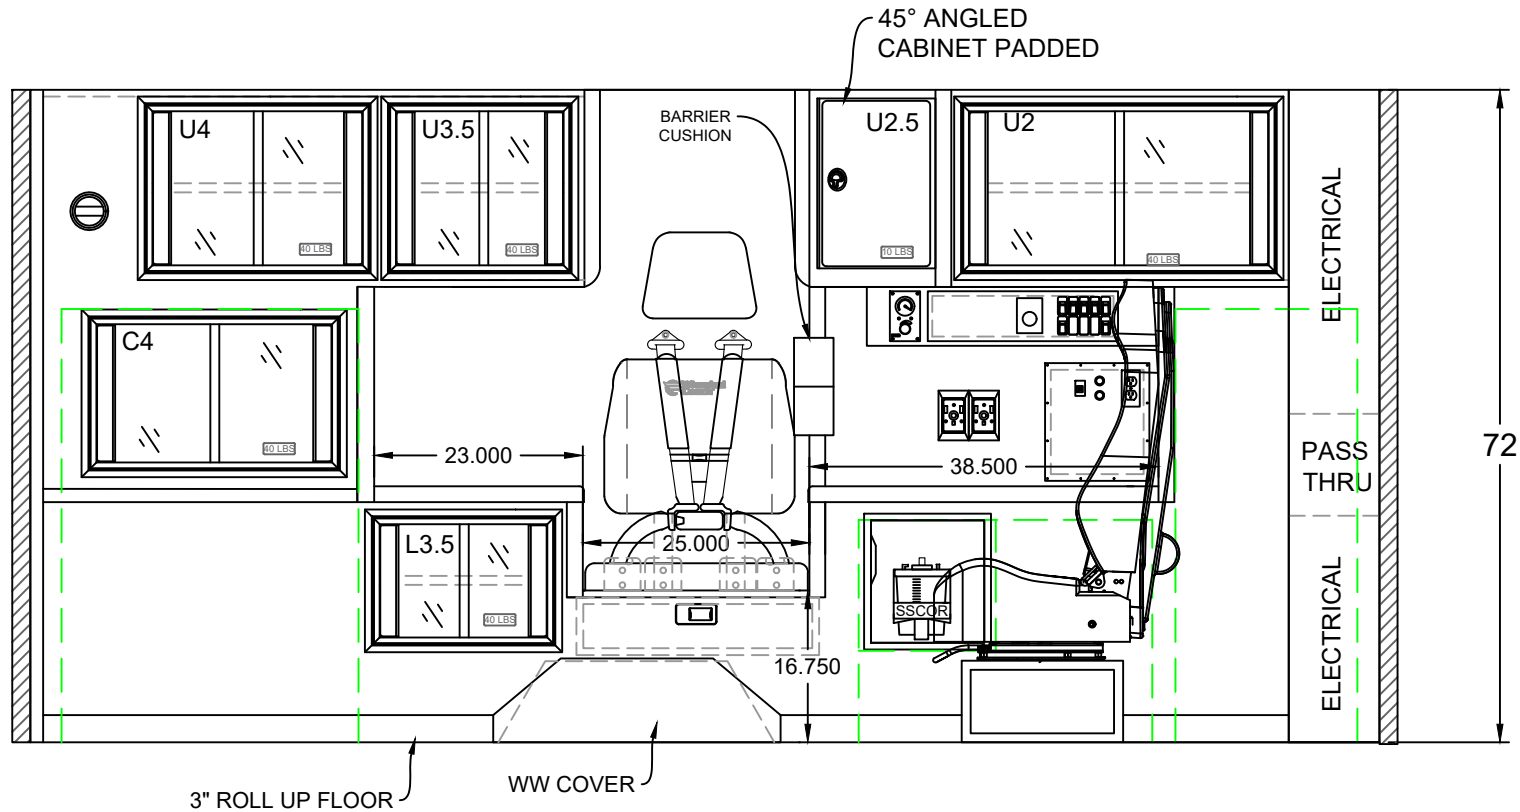 45° ANGLED
CABINET PADDED
BARRIER
CUSHION
U4
U3.5
U2.5
U2
40 LBS
40 LBS
10 LBS
40 LBS
ELECTRICAL
C4
40 LBS
23.000
38.500
PASS
THRU
72
L3.5
40 LBS
25.000
SSCOR
ELECTRICAL
16.750
WW COVER
3" ROLL UP FLOOR